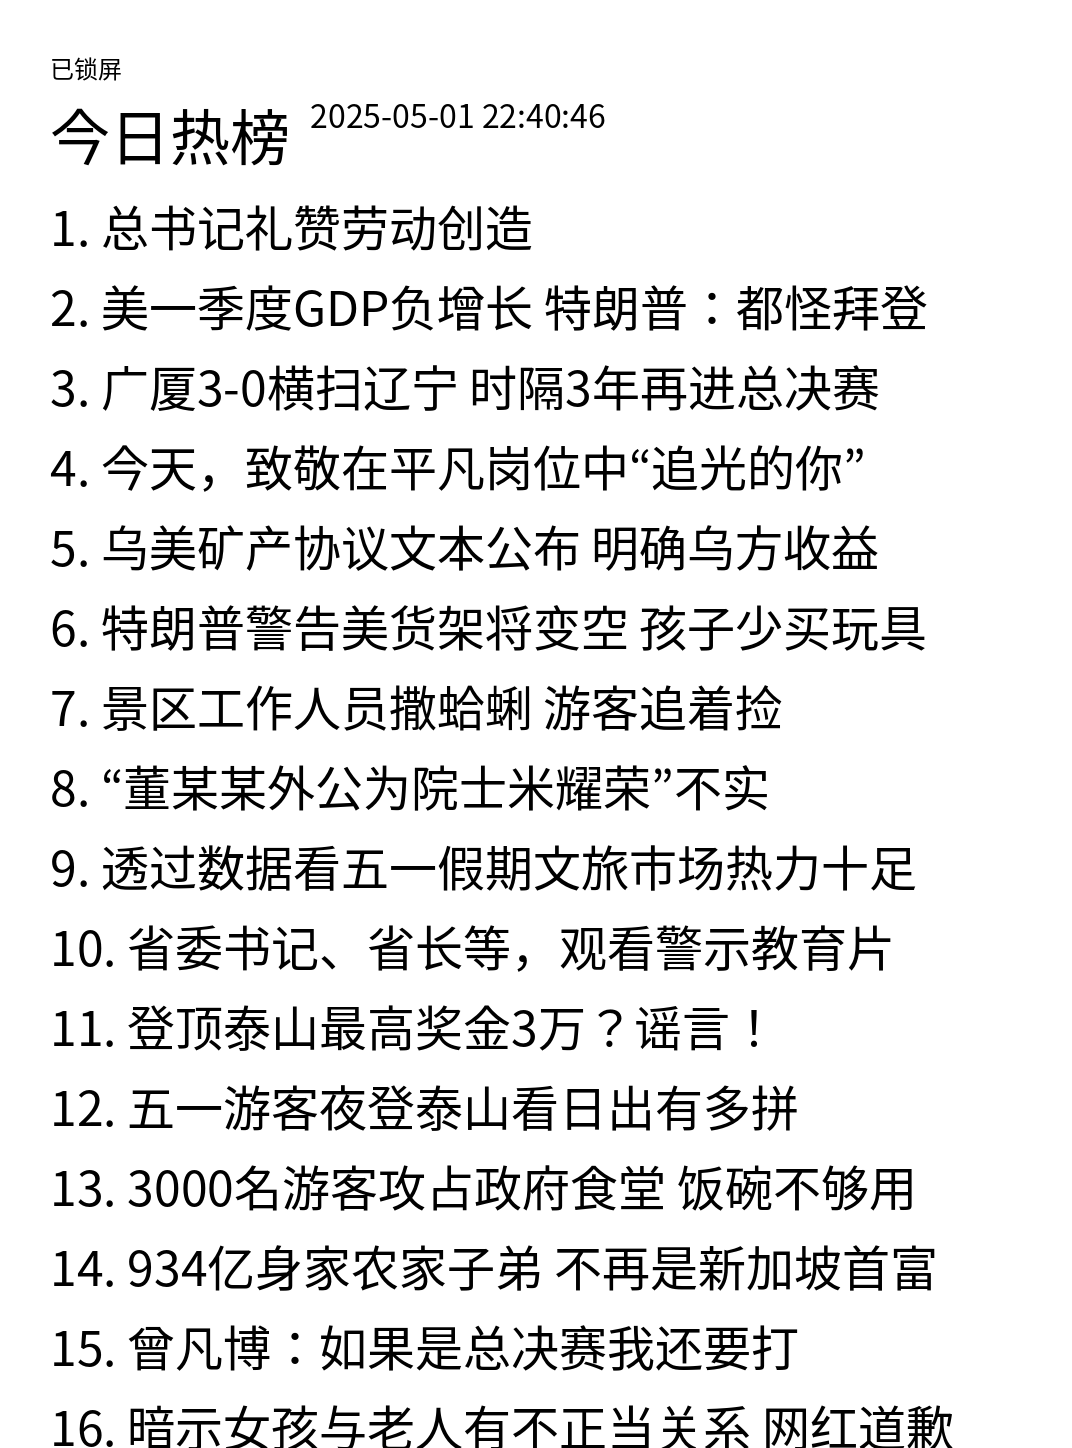 已锁屏
今日热榜 2025-05-01 22:40:46
1. 总书记礼赞劳动创造
2. 美一季度GDP负增长 特朗普：都怪拜登
3. 广厦3-0横扫辽宁 时隔3年再进总决赛
4. 今天，致敬在平凡岗位中“追光的你”
5. 乌美矿产协议文本公布 明确乌方收益
6. 特朗普警告美货架将变空 孩子少买玩具
7. 景区工作人员撒蛤蜊 游客追着捡
8. “董某某外公为院士米耀荣”不实
9. 透过数据看五一假期文旅市场热力十足
10. 省委书记、省长等，观看警示教育片
11. 登顶泰山最高奖金3万？谣言！
12. 五一游客夜登泰山看日出有多拼
13. 3000名游客攻占政府食堂 饭碗不够用
14. 934亿身家农家子弟 不再是新加坡首富
15. 曾凡博：如果是总决赛我还要打
16. 暗示女孩与老人有不正当关系 网红道歉